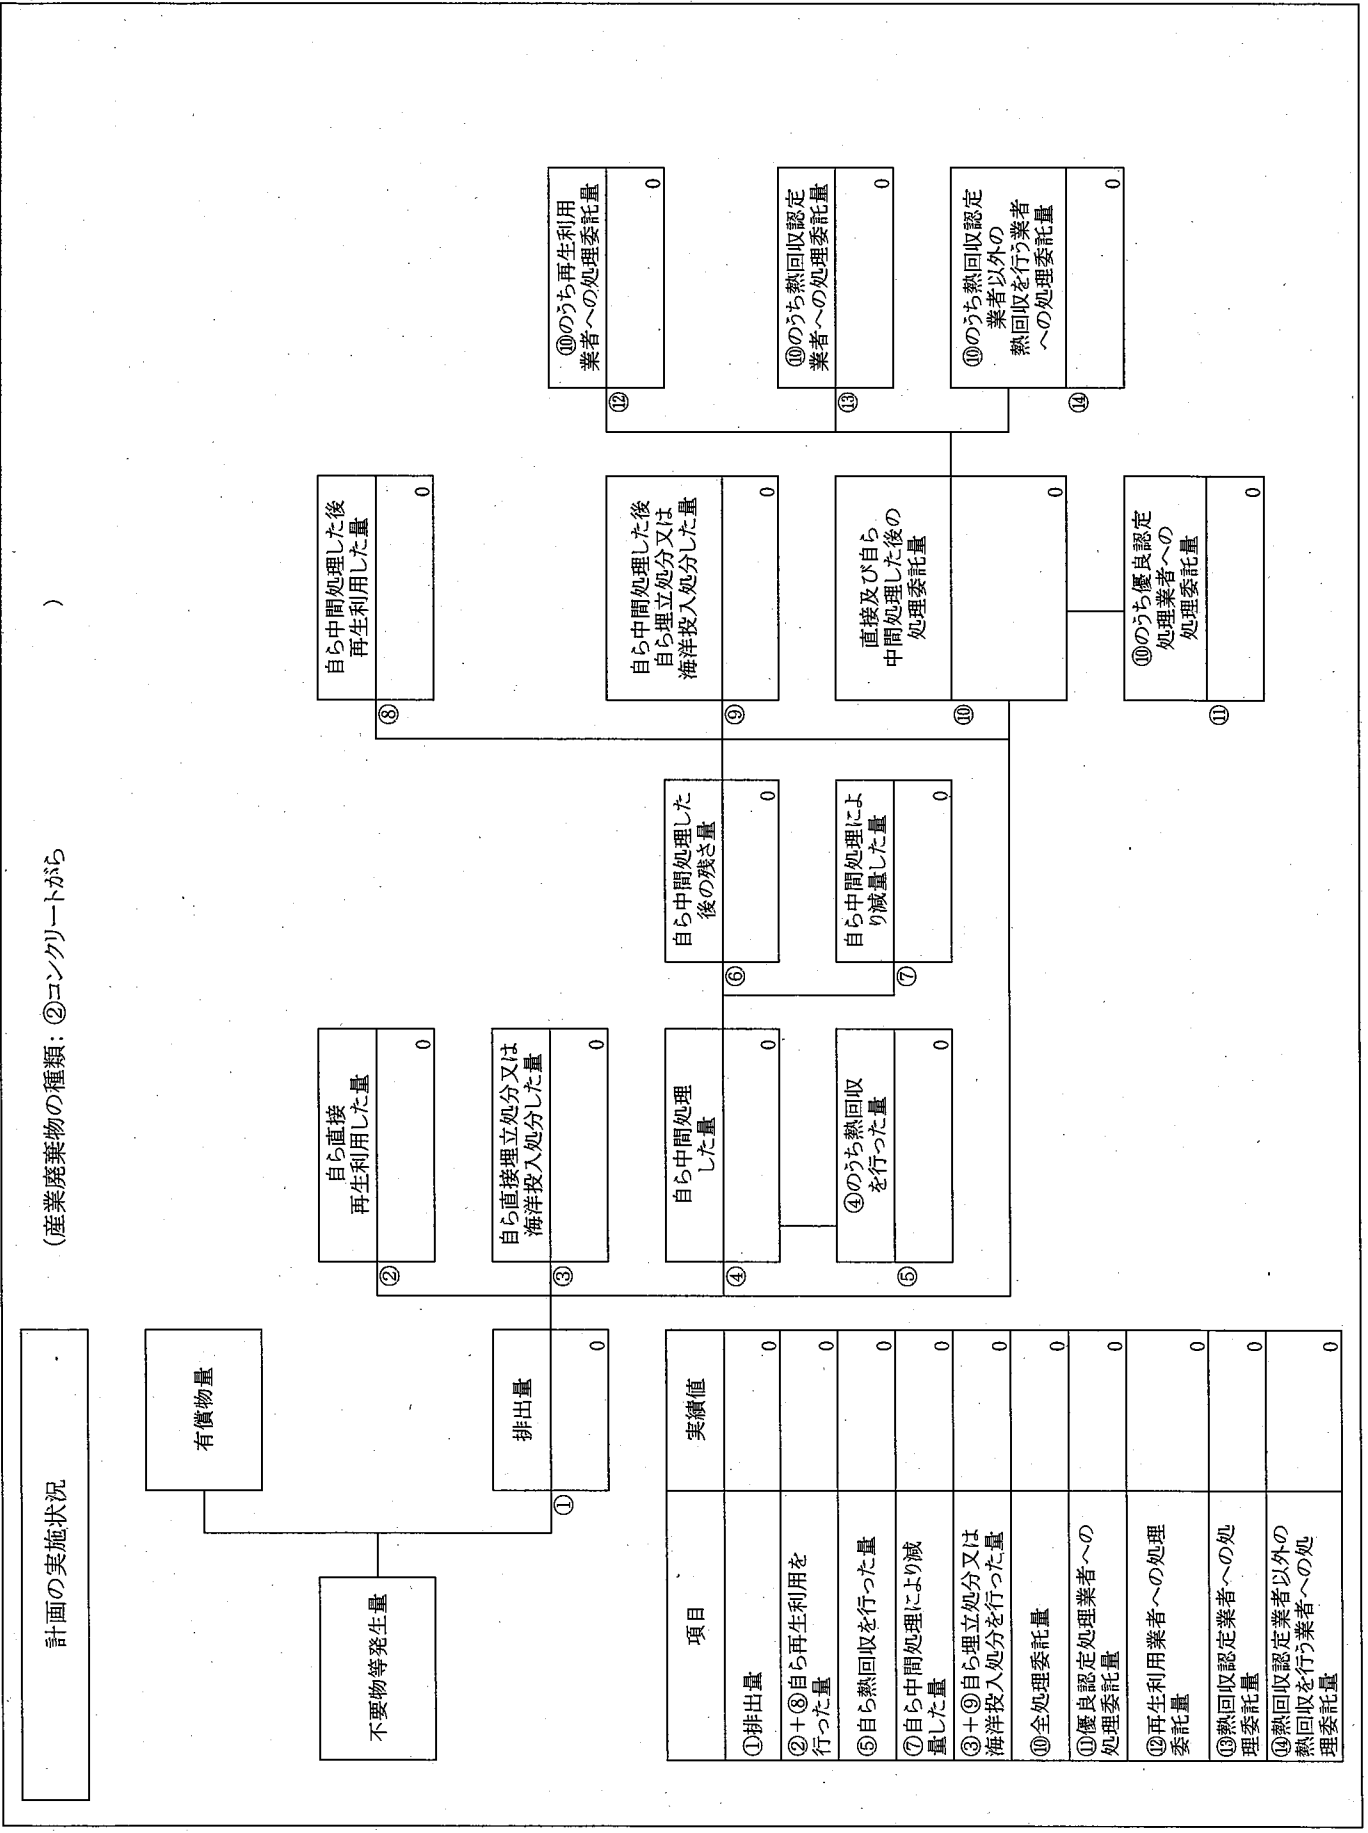 計画の実施状況
(産業廃棄物の種類：②コンクリートがら　　　　　　)
不要物等発生量
有償物量
①
排出量
0
②
自ら直接
再生利用した量
0
③
自ら直接埋立処分又は
海洋投入処分した量
0
④
自ら中間処理
した量
0
⑤
④のうち熱回収
を行った量
0
⑥
自ら中間処理した
後の残さ量
0
⑦
自ら中間処理によ
り減量した量
0
⑧
自ら中間処理した後
再生利用した量
0
⑨
自ら中間処理した後
自ら埋立処分又は
海洋投入処分した量
0
⑩
直接及び自ら
中間処理した後の
処理委託量
0
⑪
⑩のうち優良認定
処理業者への
処理委託量
0
⑫
⑩のうち再生利用
業者への処理委託量
0
⑬
⑩のうち熱回収認定
業者への処理委託量
0
⑭
⑩のうち熱回収認定
業者以外の
熱回収を行う業者
への処理委託量
0
項目 実績値
①排出量 0
②＋⑧自ら再生利用を
行った量 0
⑤自ら熱回収を行った量 0
⑦自ら中間処理により減
量した量 0
③＋⑨自ら埋立処分又は
海洋投入処分を行った量 0
⑩全処理委託量 0
⑪優良認定処理業者への
処理委託量 0
⑫再生利用業者への処理
委託量 0
⑬熱回収認定業者への処
理委託量 0
⑭熱回収認定業者以外の
熱回収を行う業者への処
理委託量 0